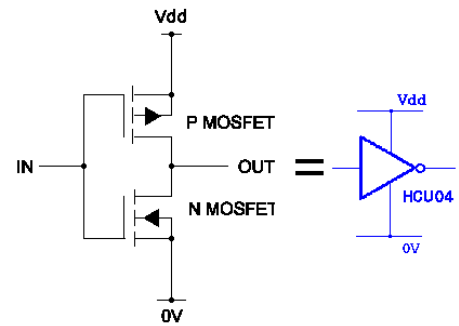 Vdd
P MOSFET
IN
OUT
N MOSFET
0V
=
Vdd
HCU04
0V